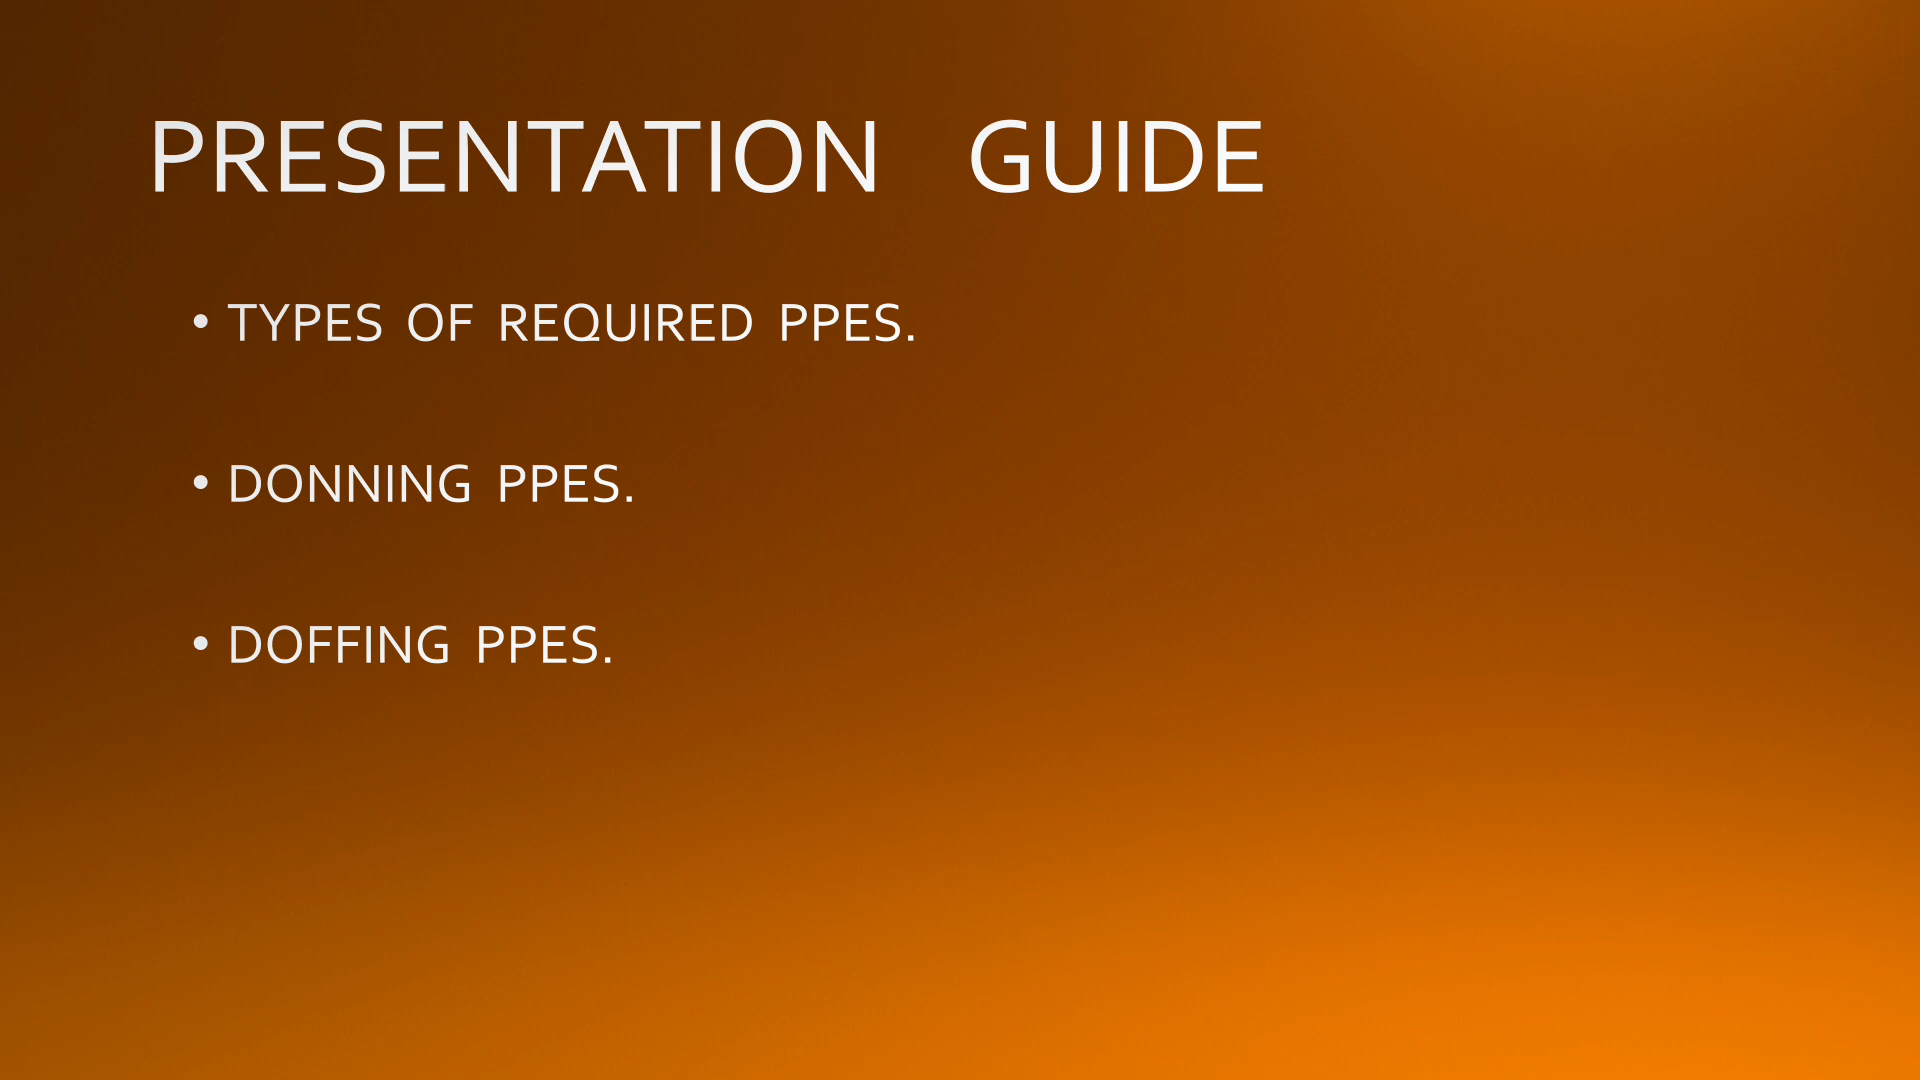 PRESENTATION GUIDE
• TYPES OF REQUIRED PPES.
• DONNING PPES.
• DOFFING PPES.